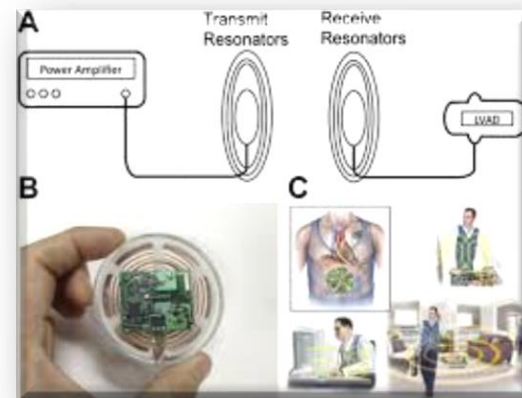 A
Transmit
Resonators
Receive
Resonators
Power Amplifier
LVAD
B
C